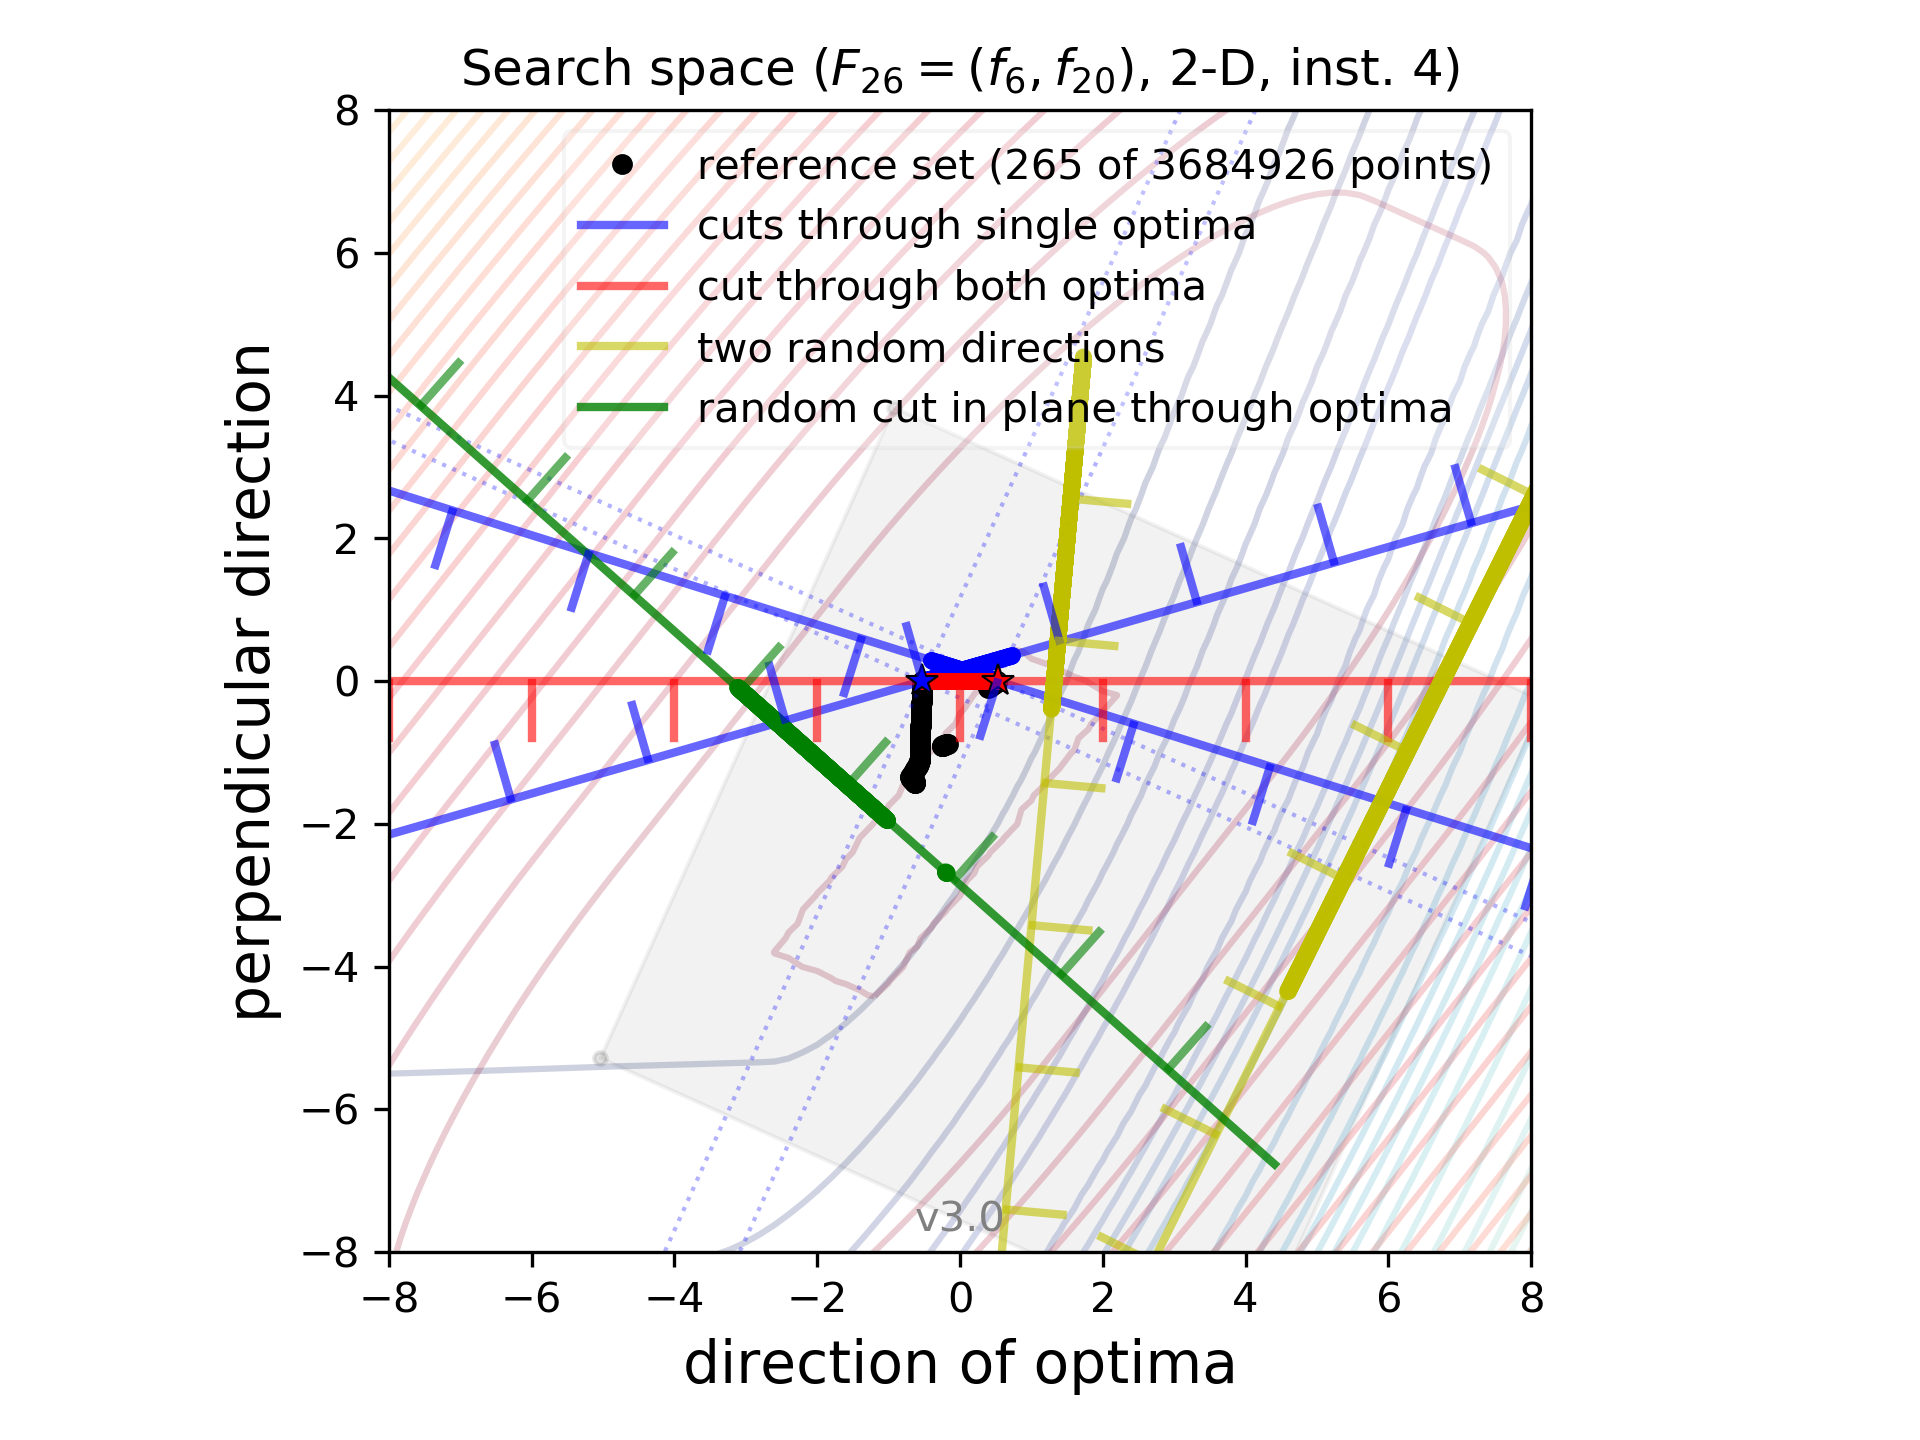 Search space (F₂₆ = (f₆, f₂₀), 2-D, inst. 4)
reference set (265 of 3684926 points)
cuts through single optima
cut through both optima
two random directions
random cut in plane through optima
8
6
4
2
0
−2
−4
−6
−8
perpendicular direction
v3.0
−8 −6 −4 −2 0 2 4 6 8
direction of optima